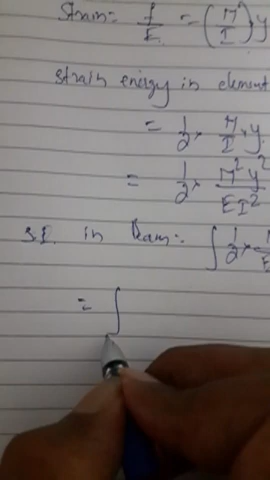 Strain = f/E = (M/I) y
Strain energy in element
= 1/2 × M/I × y
= 1/2 × M²y²/EI²
S.E. in Beam = ∫ 1/2 ×
= ∫